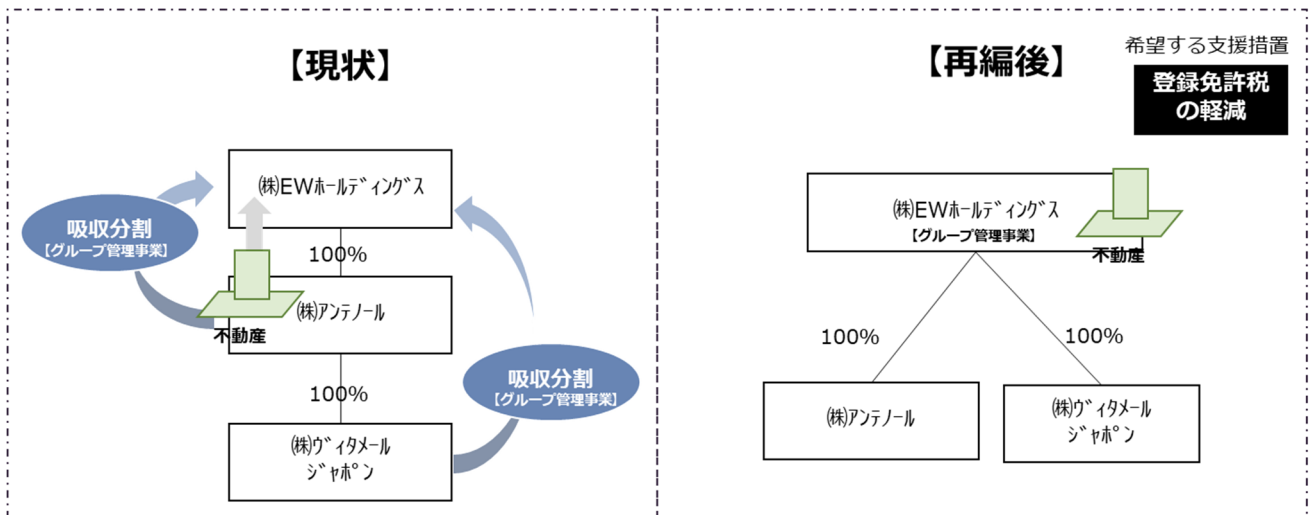 【現状】
㈱EWﾎｰﾙﾃﾞｨﾝｸﾞｽ
吸収分割
【グループ管理事業】
100%
㈱ｱﾝﾃﾉｰﾙ
不動産
100%
吸収分割
【グループ管理事業】
㈱ｳﾞｨﾀﾒｰﾙ
ｼﾞｬﾎﾟﾝ
【再編後】
希望する支援措置
登録免許税
の軽減
㈱EWﾎｰﾙﾃﾞｨﾝｸﾞｽ
【グループ管理事業】
不動産
100%
100%
㈱ｱﾝﾃﾉｰﾙ
㈱ｳﾞｨﾀﾒｰﾙ
ｼﾞｬﾎﾟﾝ